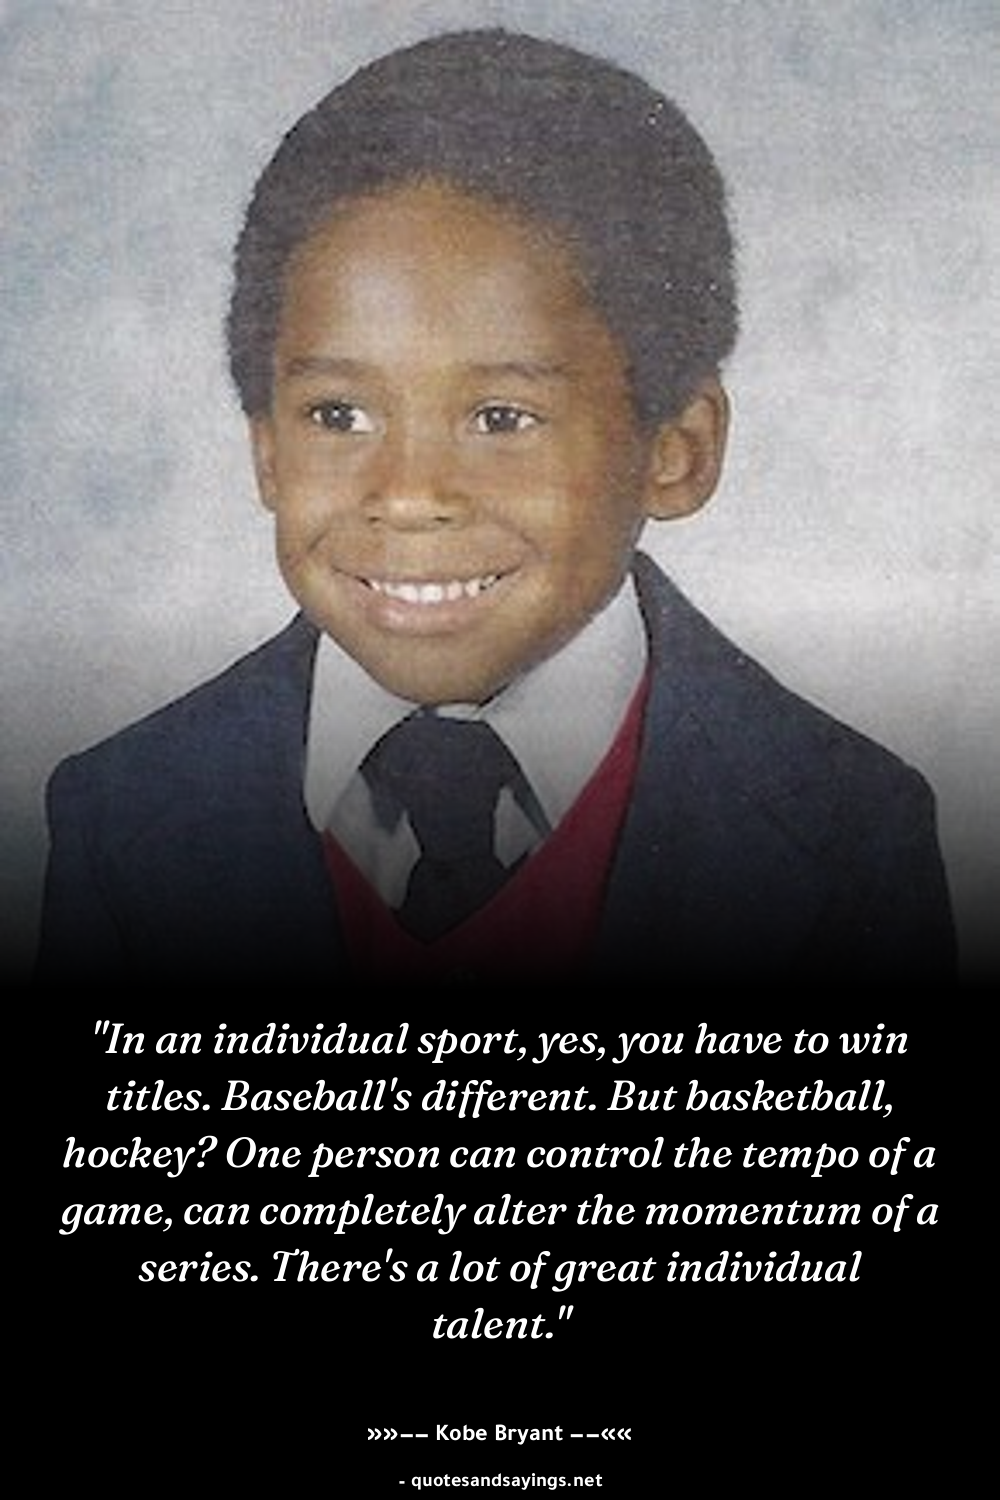 "In an individual sport, yes, you have to win
titles. Baseball's different. But basketball,
hockey? One person can control the tempo of a
game, can completely alter the momentum of a
series. There's a lot of great individual
talent."
»»–– Kobe Bryant ––««
- quotesandsayings.net